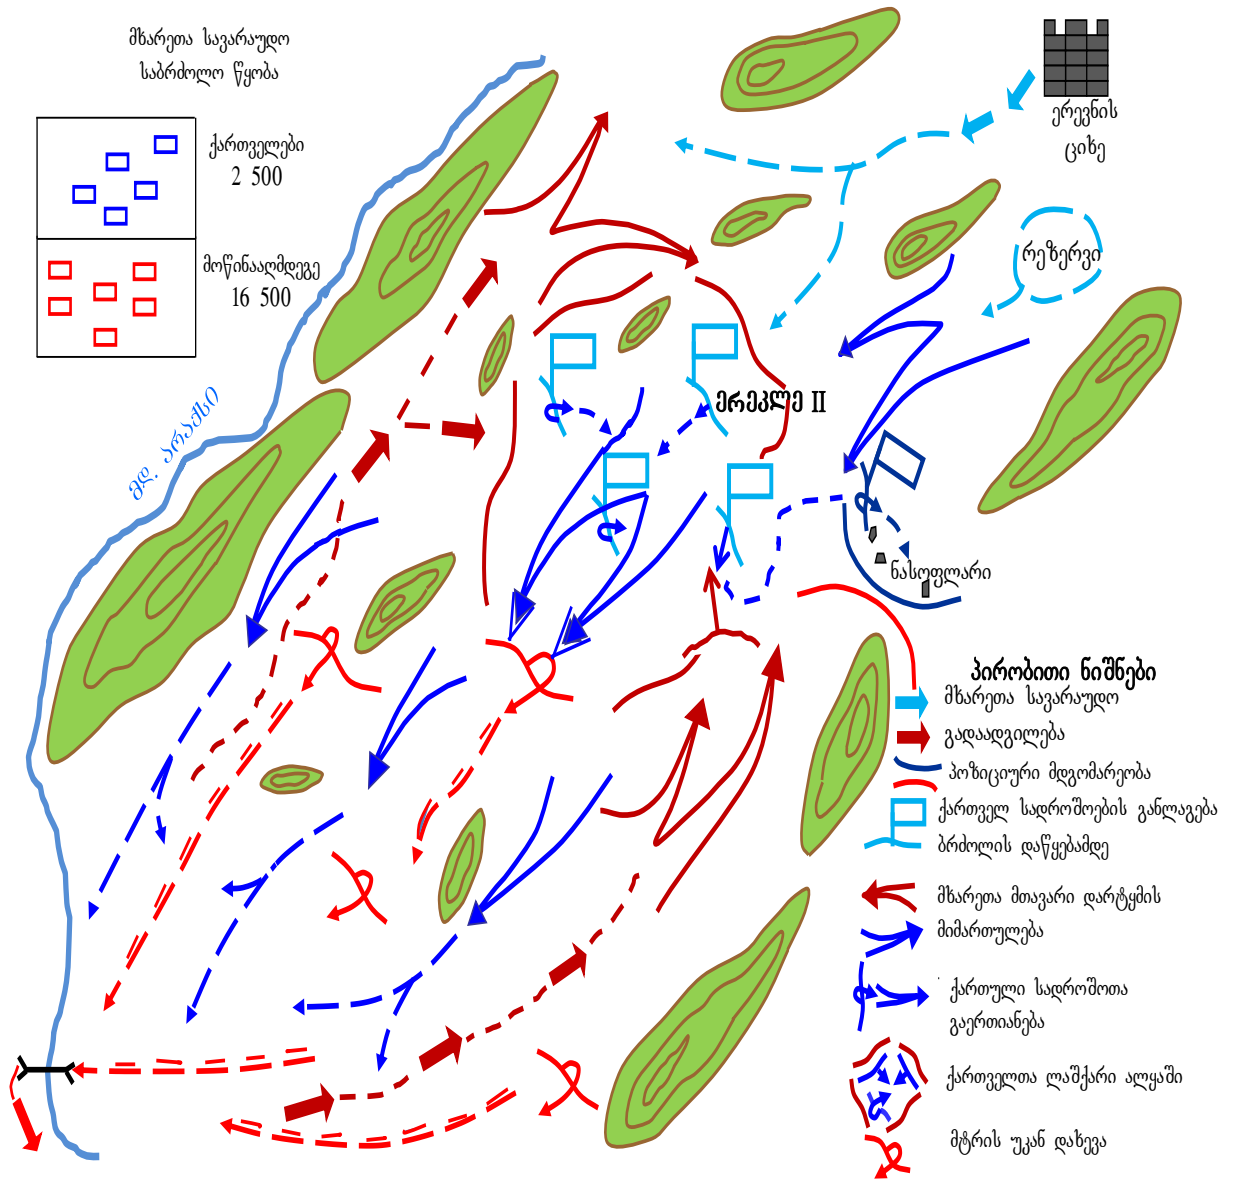 მხარეთა სავარაუდო
საბრძოლო წყობა
ქართველები
2 500
მოწინააღმდეგე
16 500
მდ. არაქსი
ერევნის
ციხე
რეზერვი
ერეკლე II
ნასოფლარი
პირობითი ნიშნები
მხარეთა სავარაუდო
გადაადგილება
პოზიციური მდგომარეობა
ქართველ სადროშოების განლაგება
ბრძოლის დაწყებამდე
მხარეთა მთავარი დარტყმის
მიმართულება
ქართული სადროშოთა
გაერთიანება
ქართველთა ლაშქარი ალყაში
მტრის უკან დახევა